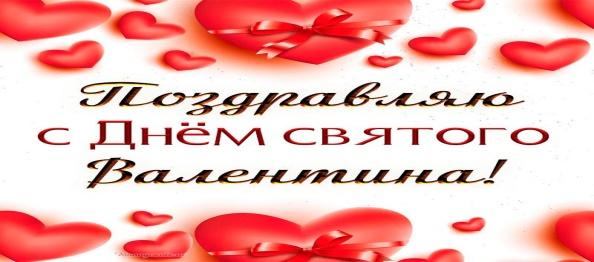 Поздравляю
с Днём святого
Валентина!